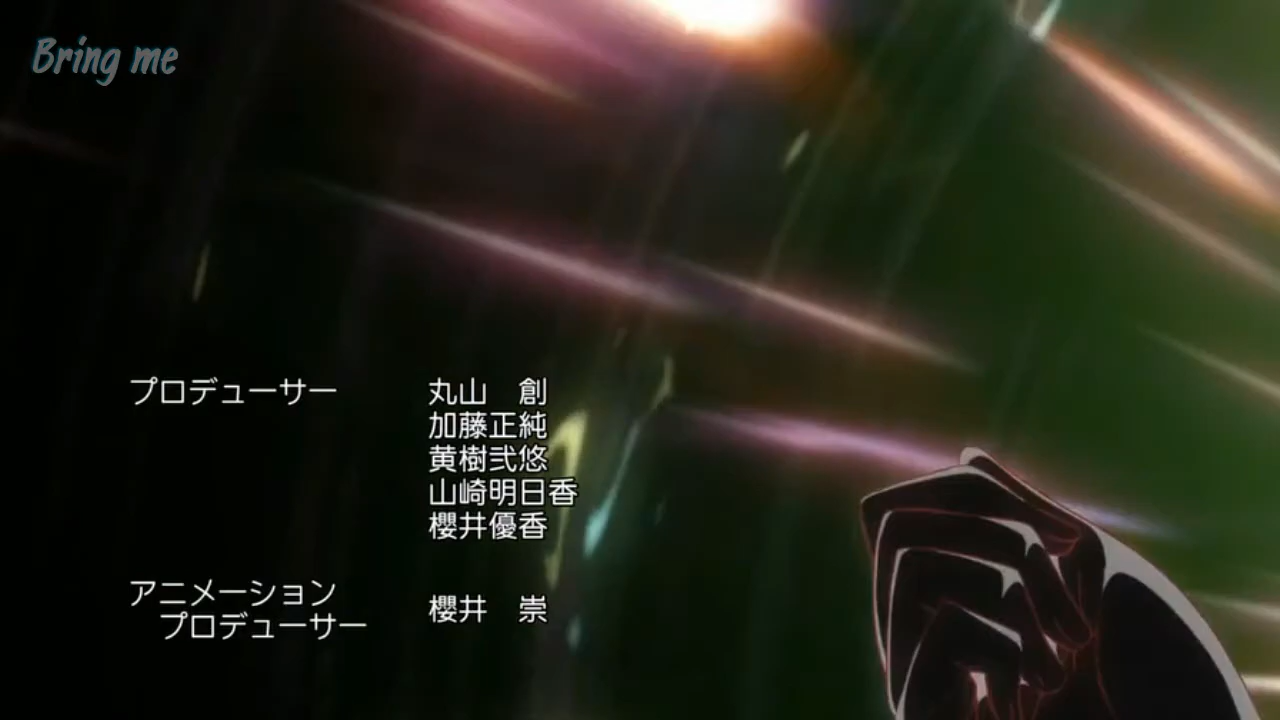 Bring me
プロデューサー 丸山 創
加藤正純
黄樹弐悠
山崎明日香
櫻井優香
アニメーション
プロデューサー 櫻井 崇